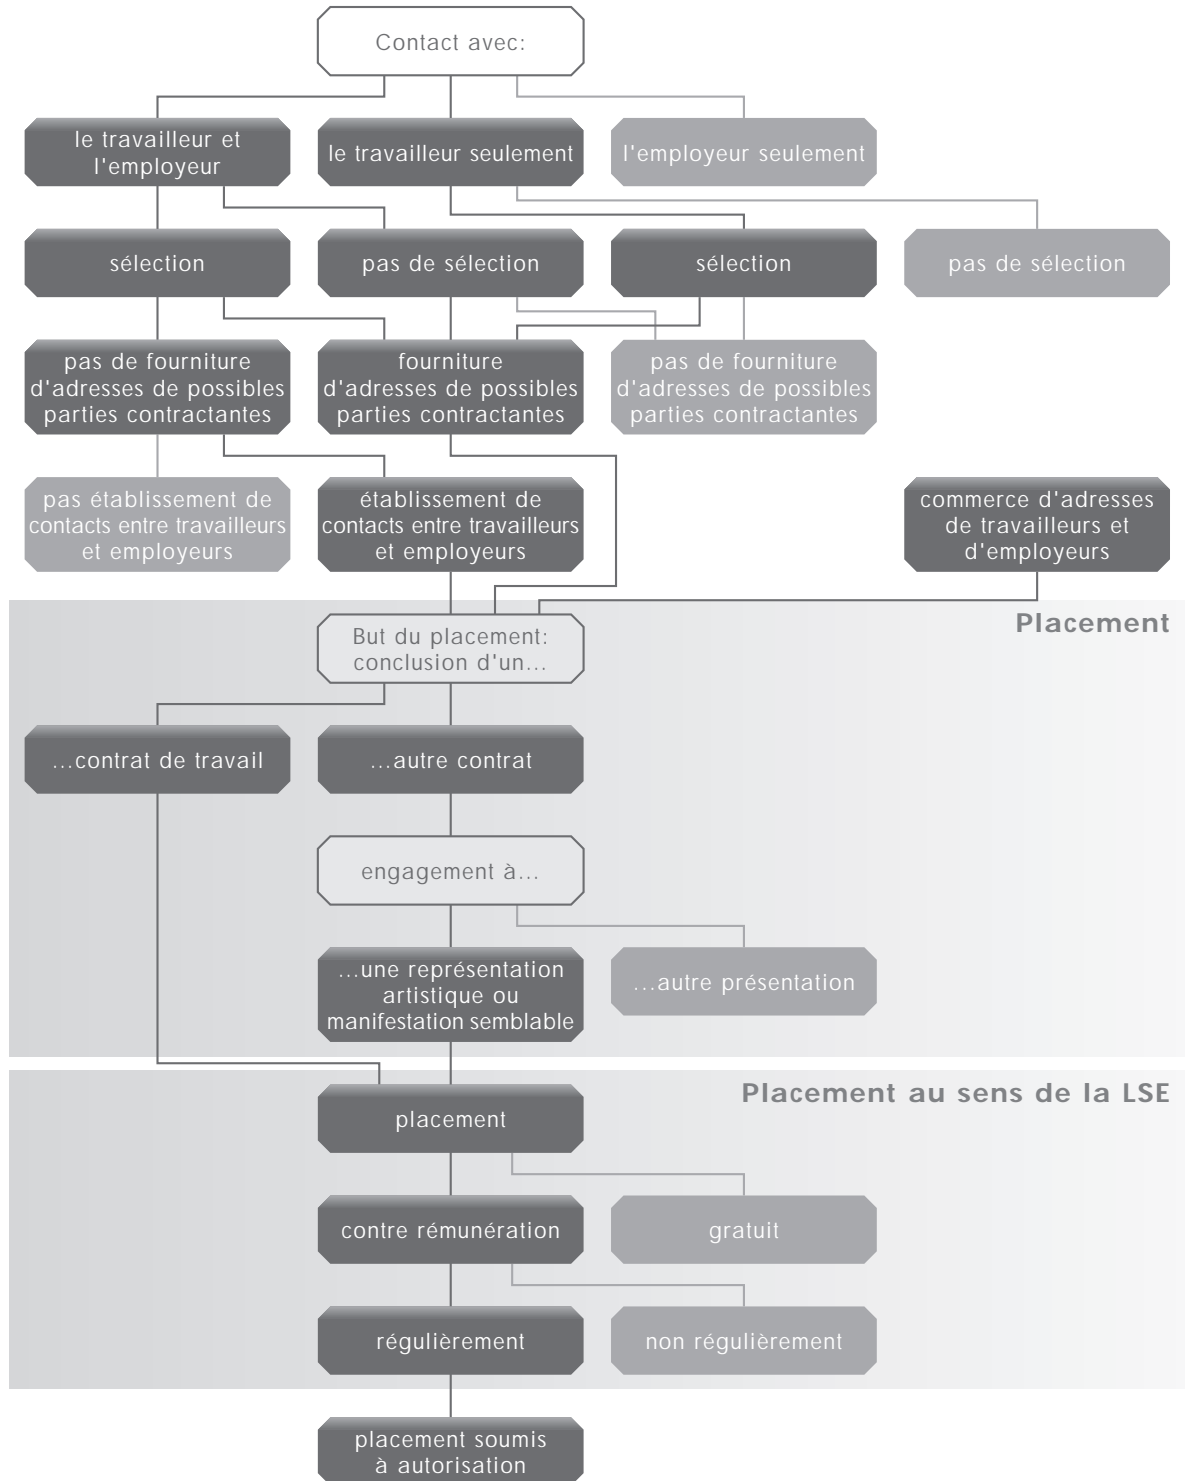 Contact avec:
le travailleur et
l'employeur
le travailleur seulement
l'employeur seulement
sélection
pas de sélection
sélection
pas de sélection
pas de fourniture
d'adresses de possibles
parties contractantes
fourniture
d'adresses de possibles
parties contractantes
pas de fourniture
d'adresses de possibles
parties contractantes
pas établissement de
contacts entre travailleurs
et employeurs
établissement de
contacts entre travailleurs
et employeurs
commerce d'adresses
de travailleurs et
d'employeurs
Placement
But du placement:
conclusion d'un...
...contrat de travail
...autre contrat
engagement à...
...une représentation
artistique ou
manifestation semblable
...autre présentation
Placement au sens de la LSE
placement
contre rémunération
gratuit
régulièrement
non régulièrement
placement soumis
à autorisation